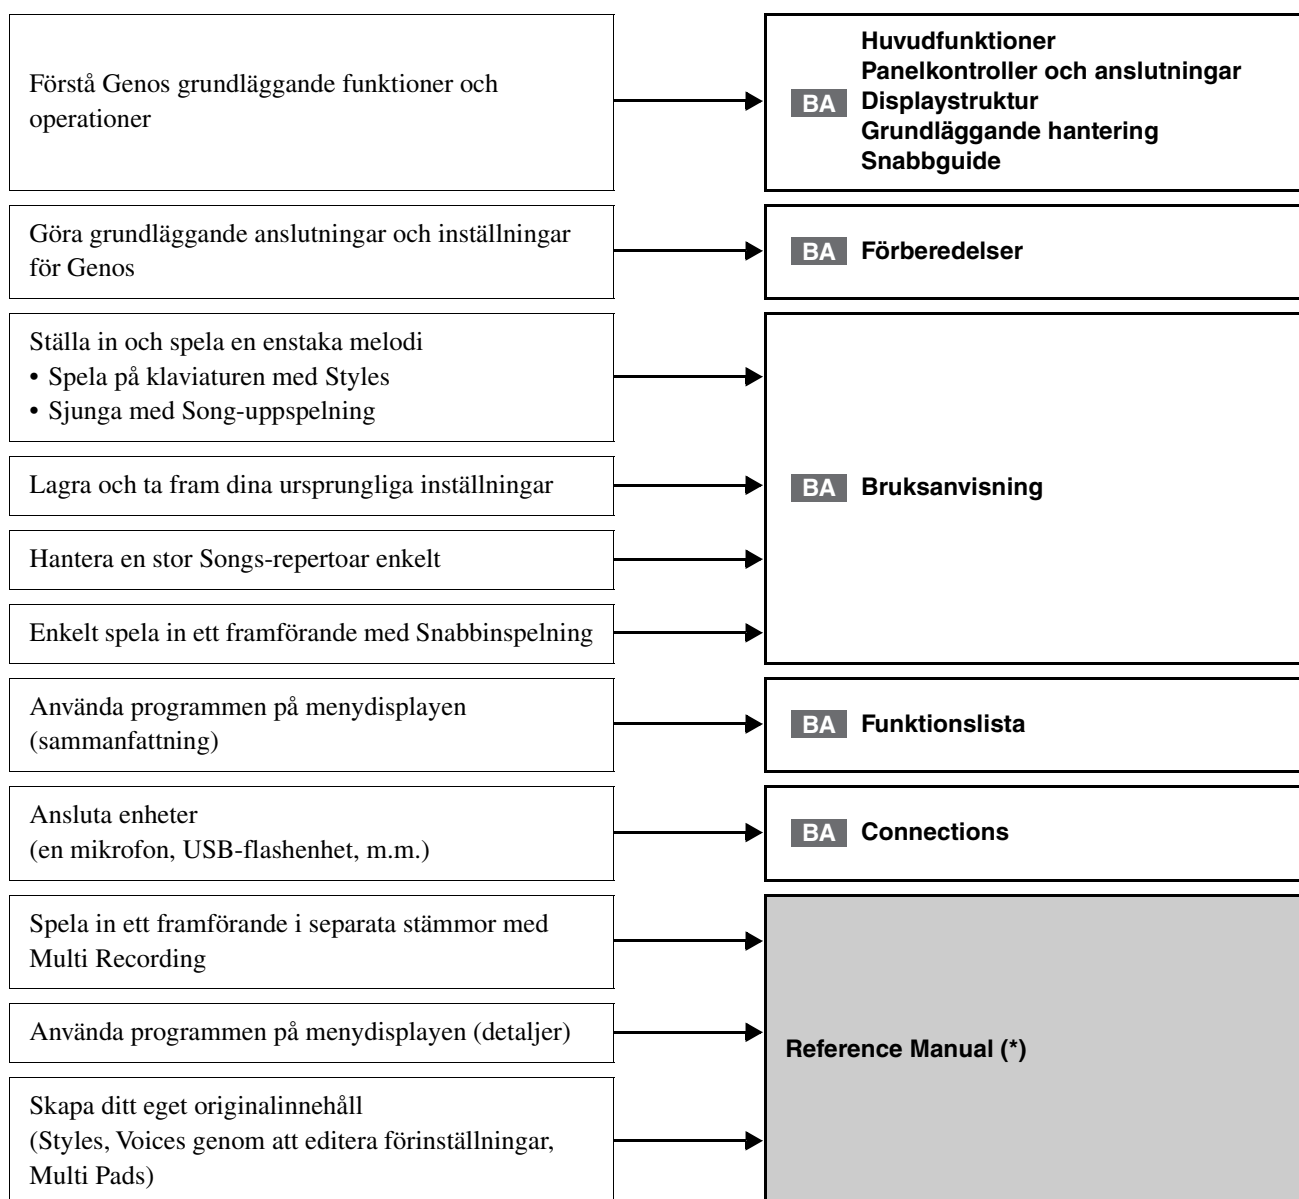 Förstå Genos grundläggande funktioner och
operationer
BA
Huvudfunktioner
Panelkontroller och anslutningar
Displaystruktur
Grundläggande hantering
Snabbguide
Göra grundläggande anslutningar och inställningar
för Genos
BA Förberedelser
Ställa in och spela en enstaka melodi
• Spela på klaviaturen med Styles
• Sjunga med Song-uppspelning
Lagra och ta fram dina ursprungliga inställningar
Hantera en stor Songs-repertoar enkelt
Enkelt spela in ett framförande med Snabbinspelning
BA Bruksanvisning
Använda programmen på menydisplayen
(sammanfattning)
BA Funktionslista
Ansluta enheter
(en mikrofon, USB-flashenhet, m.m.)
BA Connections
Spela in ett framförande i separata stämmor med
Multi Recording
Använda programmen på menydisplayen (detaljer)
Skapa ditt eget originalinnehåll
(Styles, Voices genom att editera förinställningar,
Multi Pads)
Reference Manual (*)